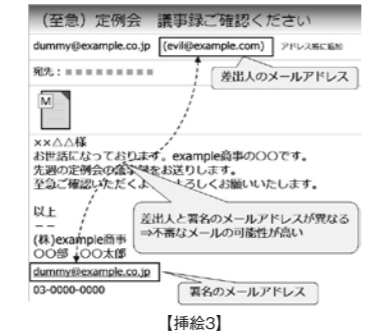 （至急）定例会　議事録ご確認ください
dummy@example.co.jp (evil@example.com) アドレス帳に追加
宛先：■■■■■■■■■
差出人のメールアドレス
M
××△△様
お世話になっております。example商事の〇〇です。
先週の定例会の議事録をお送りします。
至急ご確認いただくよ よろしくお願いいたします。
以上
－－
(株)example商事
〇〇部　〇〇太郎
差出人と署名のメールアドレスが異なる
⇒不審なメールの可能性が高い
dummy@example.co.jp
03-0000-0000
署名のメールアドレス
【挿絵3】